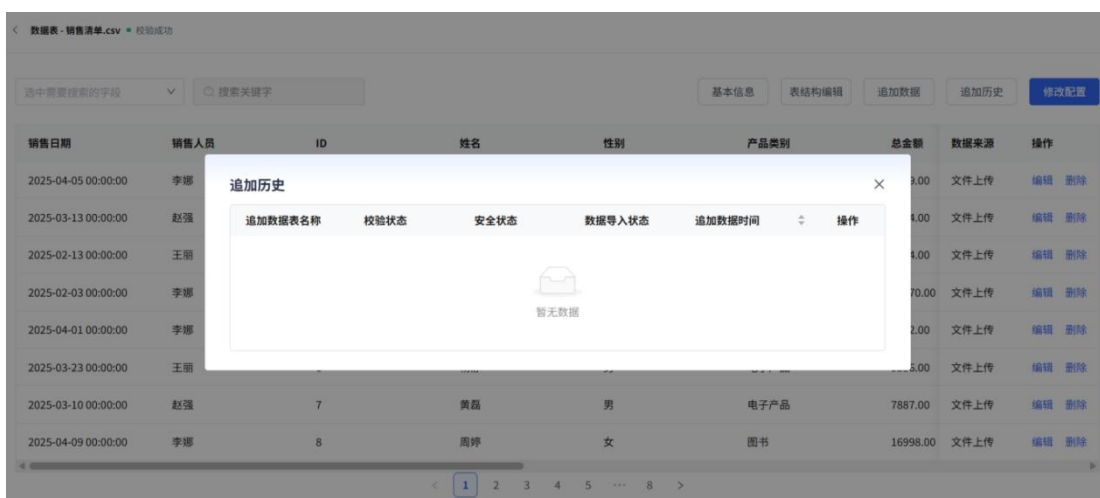 数据表 - 销售清单.csv 校验成功
选中需要搜索的字段 搜索关键字 基本信息 表结构编辑 追加数据 追加历史 修改配置
销售日期 销售人员 ID 姓名 性别 产品类别 总金额 数据来源 操作
2025-04-05 00:00:00 李娜 9.00 文件上传 编辑 删除
追加历史
2025-03-13 00:00:00 赵强 4.00 文件上传 编辑 删除
追加数据表名称 校验状态 安全状态 数据导入状态 追加数据时间 操作
2025-02-13 00:00:00 王丽 4.00 文件上传 编辑 删除
2025-02-03 00:00:00 李娜 70.00 文件上传 编辑 删除
暂无数据
2025-04-01 00:00:00 李娜 2.00 文件上传 编辑 删除
2025-03-23 00:00:00 王丽 文件上传 编辑 删除
2025-03-10 00:00:00 赵强 7 黄磊 男 电子产品 7887.00 文件上传 编辑 删除
2025-04-09 00:00:00 李娜 8 周婷 女 图书 16998.00 文件上传 编辑 删除
< 1 2 3 4 5 ··· 8 >